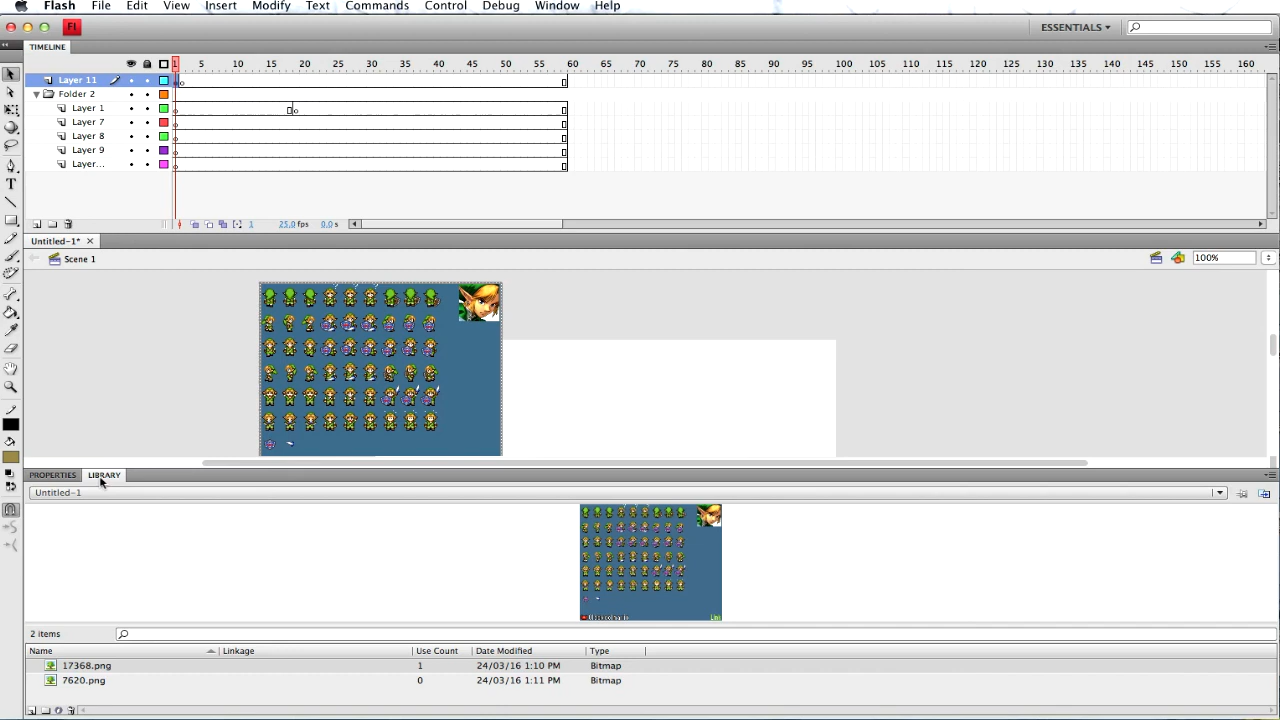 Flash File Edit View Insert Modify Text Commands Control Debug Window Help
Fl ESSENTIALS
TIMELINE
1 5 10 15 20 25 30 35 40 45 50 55 60 65 70 75 80 85 90 95 100 105 110 115 120 125 130 135 140 145 150 155 160
Layer 11
Folder 2
Layer 1
Layer 7
Layer 8
Layer 9
Layer...
1 25.0 fps 0.0 s
Untitled-1*
Scene 1 100%
PROPERTIES LIBRARY
Untitled-1
2 items
Name Linkage Use Count Date Modified Type
17368.png 1 24/03/16 1:10 PM Bitmap
7620.png 0 24/03/16 1:11 PM Bitmap